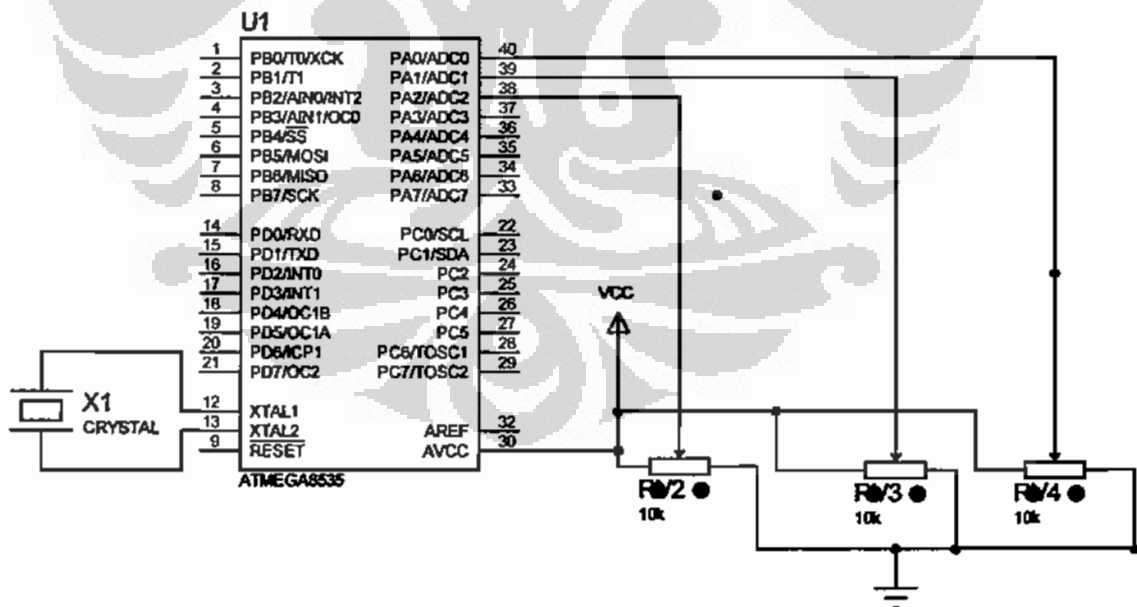 U1
1 PB0/T0/XCK PA0/ADC0 40
2 PB1/T1 PA1/ADC1 39
3 PB2/AIN0/INT2 PA2/ADC2 38
4 PB3/AIN1/OC0 PA3/ADC3 37
5 PB4/SS PA4/ADC4 36
6 PB5/MOSI PA5/ADC5 35
7 PB6/MISO PA6/ADC6 34
8 PB7/SCK PA7/ADC7 33
14 PD0/RXD PC0/SCL 22
15 PD1/TXD PC1/SDA 23
16 PD2/INT0 PC2 24
17 PD3/INT1 PC3 25
18 PD4/OC1B PC4 26
19 PD5/OC1A PC5 27
20 PD6/ICP1 PC6/TOSC1 28
21 PD7/OC2 PC7/TOSC2 29
12 XTAL1
13 XTAL2 AREF 32
9 RESET AVCC 30
ATMEGA8535
X1
CRYSTAL
VCC
RV2
10k
RV3
10k
RV4
10k